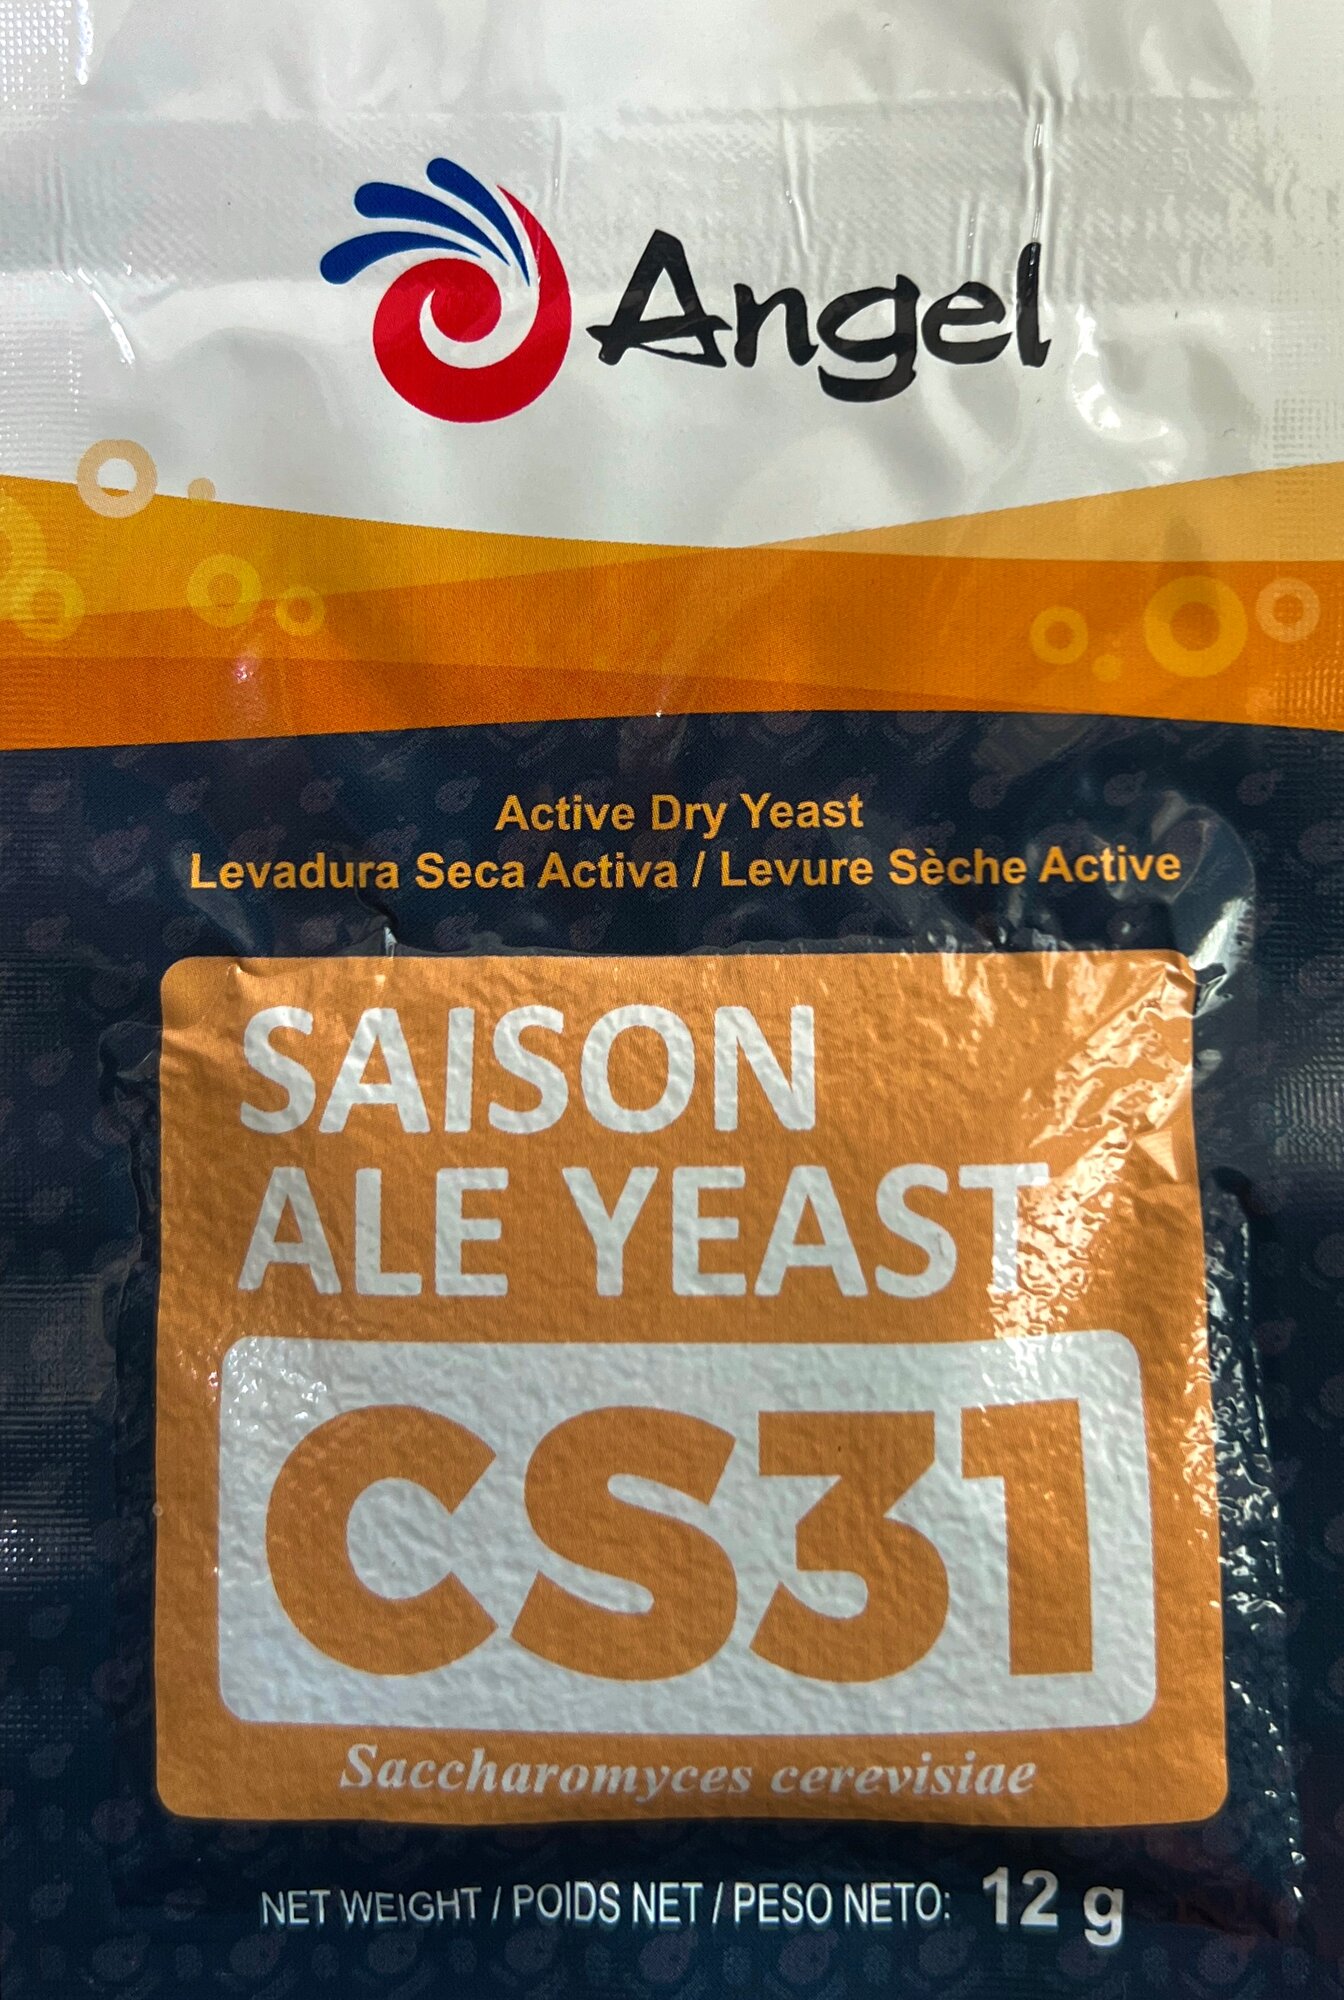 Angel
Active Dry Yeast
Levadura Seca Activa / Levure Sèche Active
SAISON
ALE YEAST
CS31
Saccharomyces cerevisiae
NET WEIGHT / POIDS NET / PESO NETO: 12 g